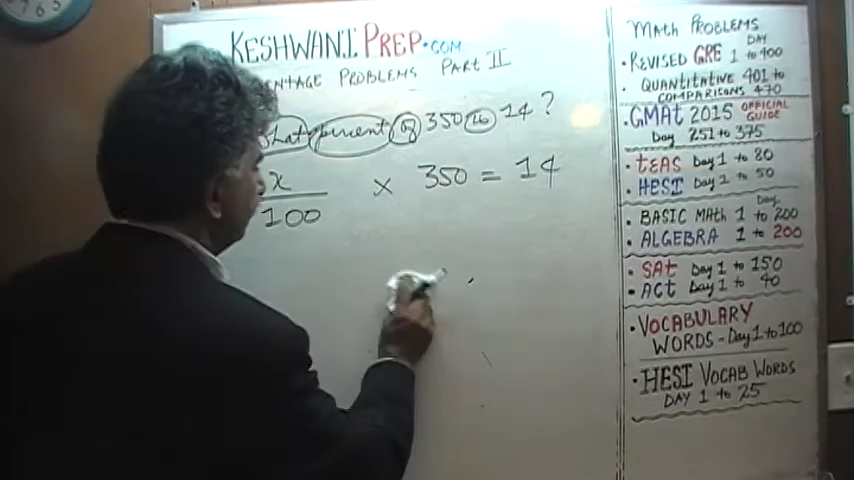 KESHWANI PREP.COM
PROBLEMS PART II
percent of 350 is 14?
x
100
× 350 = 14
MATH PROBLEMS
DAY
• REVISED GRE 1 to 400
• QUANTITATIVE 401 to
COMPARISONS 470
• GMAT 2015 OFFICIAL GUIDE
Day 251 to 375
• TEAS Day 1 to 80
• HESI Day 1 to 50
Day
• BASIC MATH 1 to 200
• ALGEBRA 1 to 200
• SAT Day 1 to 150
• ACT Day 1 to 40
• VOCABULARY
WORDS - Day 1 to 100
• HESI VOCAB WORDS
DAY 1 to 25